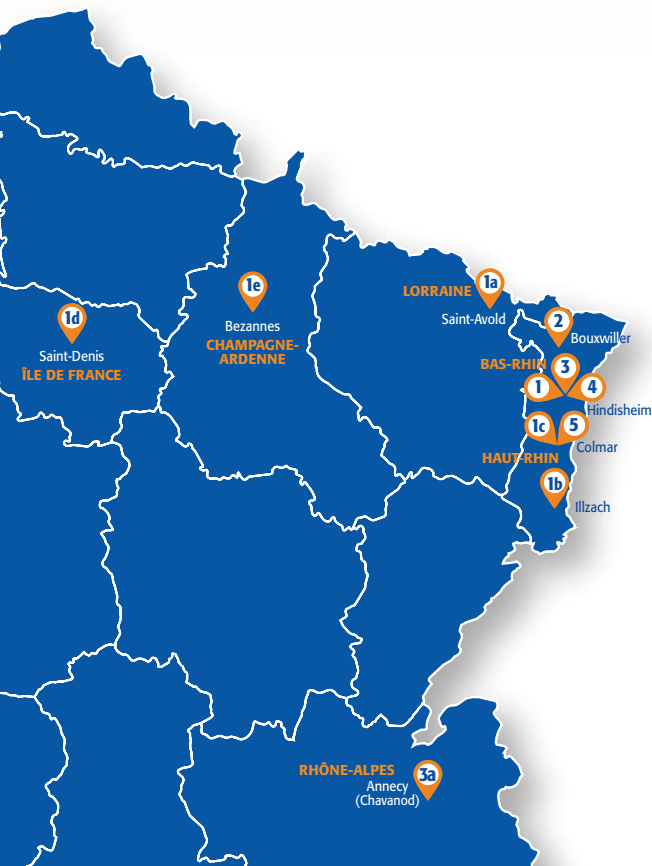 1a
LORRAINE
Saint-Avold
1e
Bezannes
CHAMPAGNE-
ARDENNE
1d
Saint-Denis
ÎLE DE FRANCE
2
Bouxwiller
BAS-RHIN
3
1
4
Hindisheim
1c
5
Colmar
HAUT-RHIN
1b
Illzach
RHÔNE-ALPES
3a
Annecy
(Chavanod)